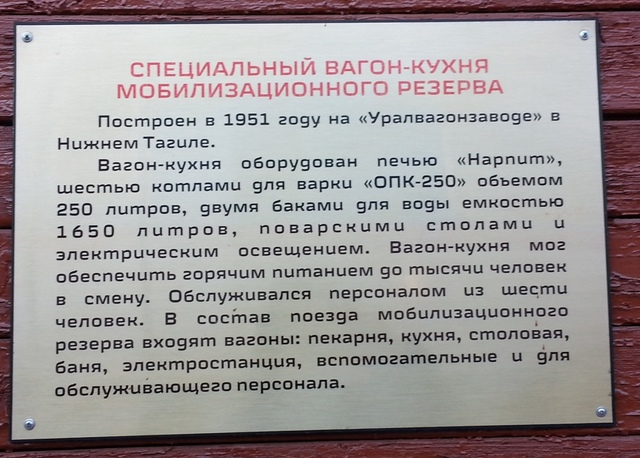 СПЕЦИАЛЬНЫЙ ВАГОН-КУХНЯ
МОБИЛИЗАЦИОННОГО РЕЗЕРВА
Построен в 1951 году на «Уралвагонзаводе» в
Нижнем Тагиле.
Вагон-кухня оборудован печью «Нарпит»,
шестью котлами для варки «ОПК-250» объемом
250 литров, двумя баками для воды емкостью
1650 литров, поварскими столами и
электрическим освещением. Вагон-кухня мог
обеспечить горячим питанием до тысячи человек
в смену. Обслуживался персоналом из шести
человек. В состав поезда мобилизационного
резерва входят вагоны: пекарня, кухня, столовая,
баня, электростанция, вспомогательные и для
обслуживающего персонала.